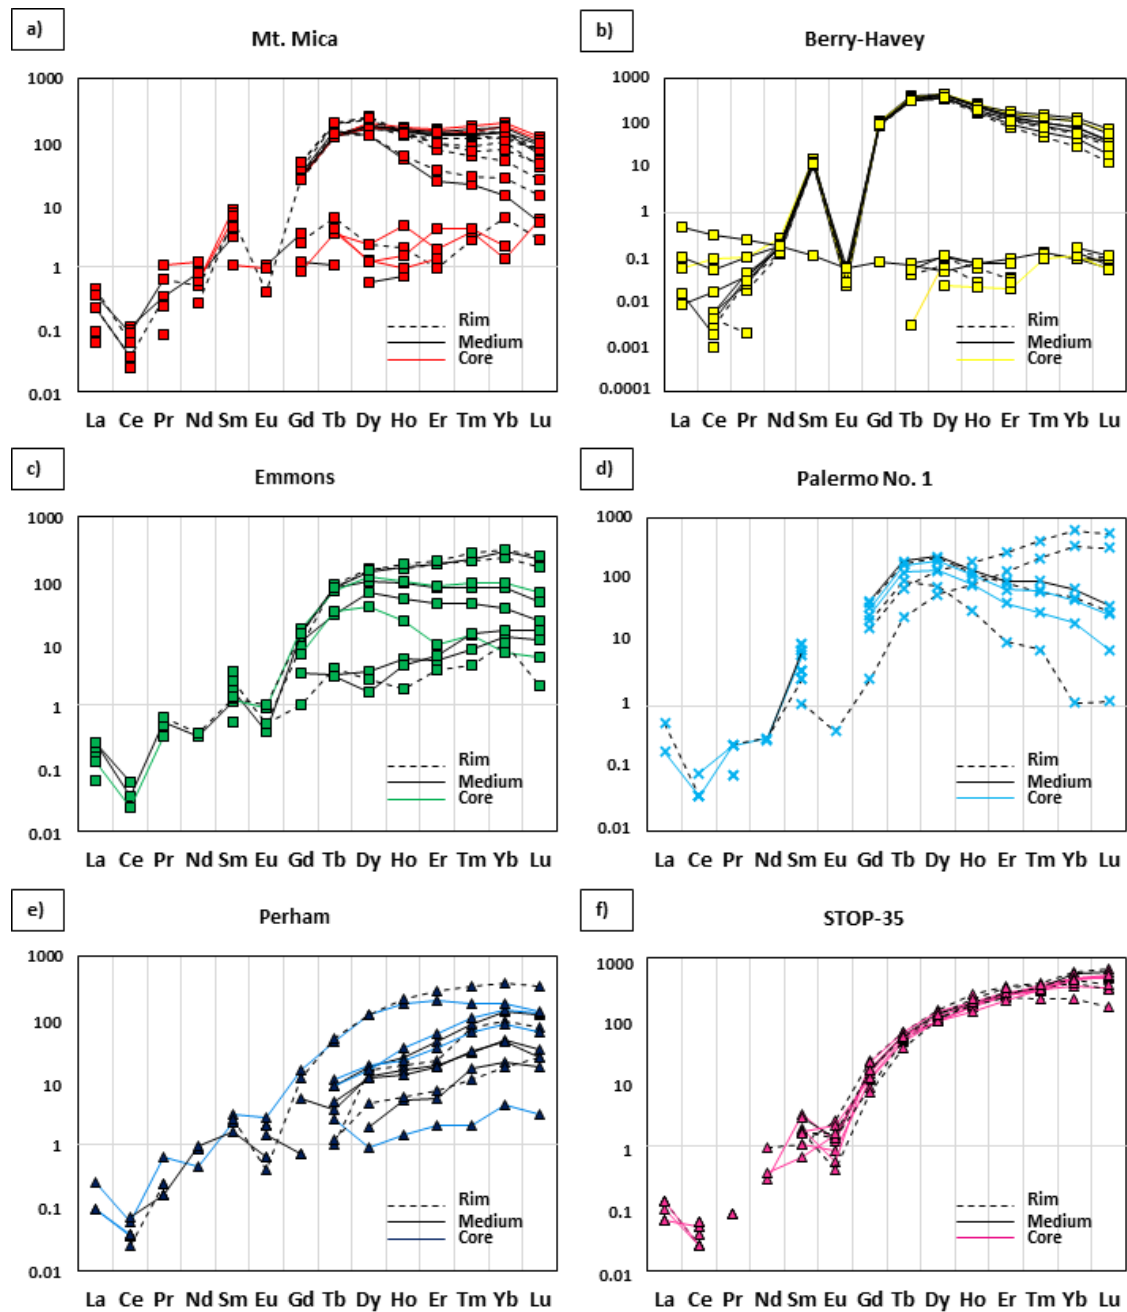 a)
Mt. Mica
1000
100
10
1
0.1
0.01
Rim
Medium
Core
La Ce Pr Nd Sm Eu Gd Tb Dy Ho Er Tm Yb Lu
b)
Berry-Havey
1000
100
10
1
0.1
0.01
0.001
0.0001
Rim
Medium
Core
La Ce Pr Nd Sm Eu Gd Tb Dy Ho Er Tm Yb Lu
c)
Emmons
1000
100
10
1
0.1
0.01
Rim
Medium
Core
La Ce Pr Nd Sm Eu Gd Tb Dy Ho Er Tm Yb Lu
d)
Palermo No. 1
1000
100
10
1
0.1
0.01
Rim
Medium
Core
La Ce Pr Nd Sm Eu Gd Tb Dy Ho Er Tm Yb Lu
e)
Perham
1000
100
10
1
0.1
0.01
Rim
Medium
Core
La Ce Pr Nd Sm Eu Gd Tb Dy Ho Er Tm Yb Lu
f)
STOP-35
1000
100
10
1
0.1
0.01
Rim
Medium
Core
La Ce Pr Nd Sm Eu Gd Tb Dy Ho Er Tm Yb Lu